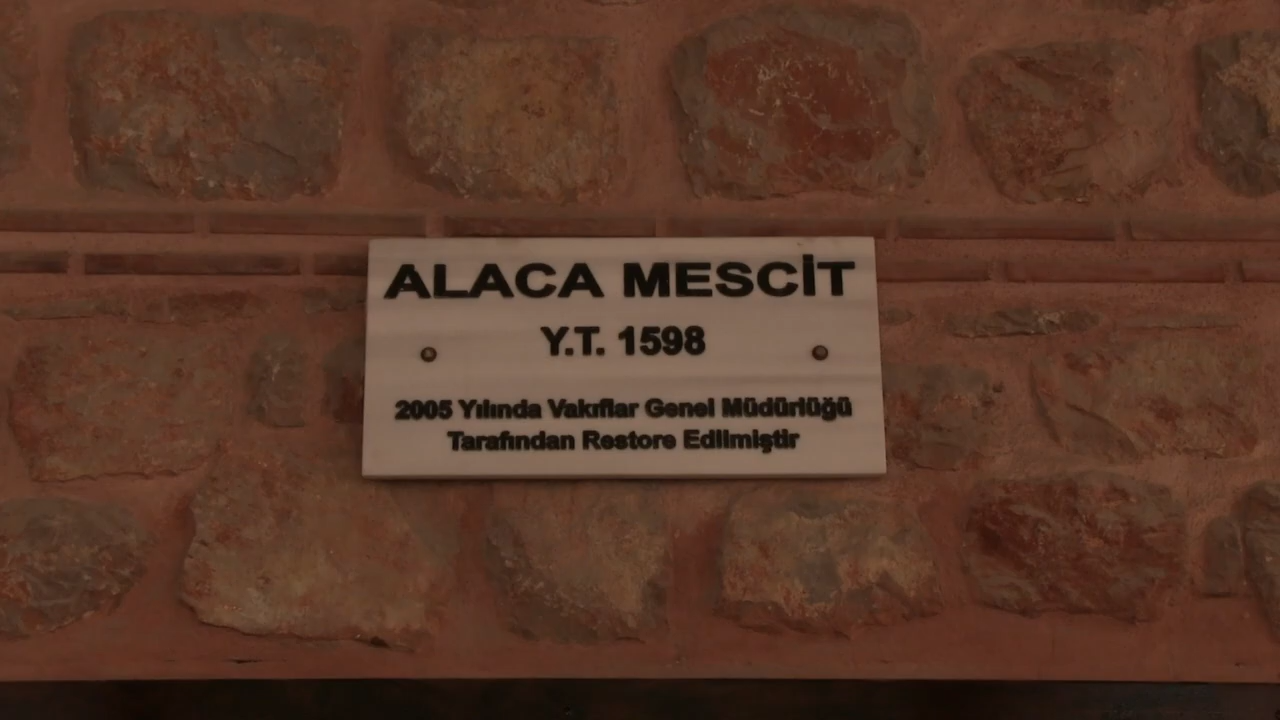 ALACA MESCİT
Y.T. 1598
2005 Yılında Vakıflar Genel Müdürlüğü
Tarafından Restore Edilmiştir